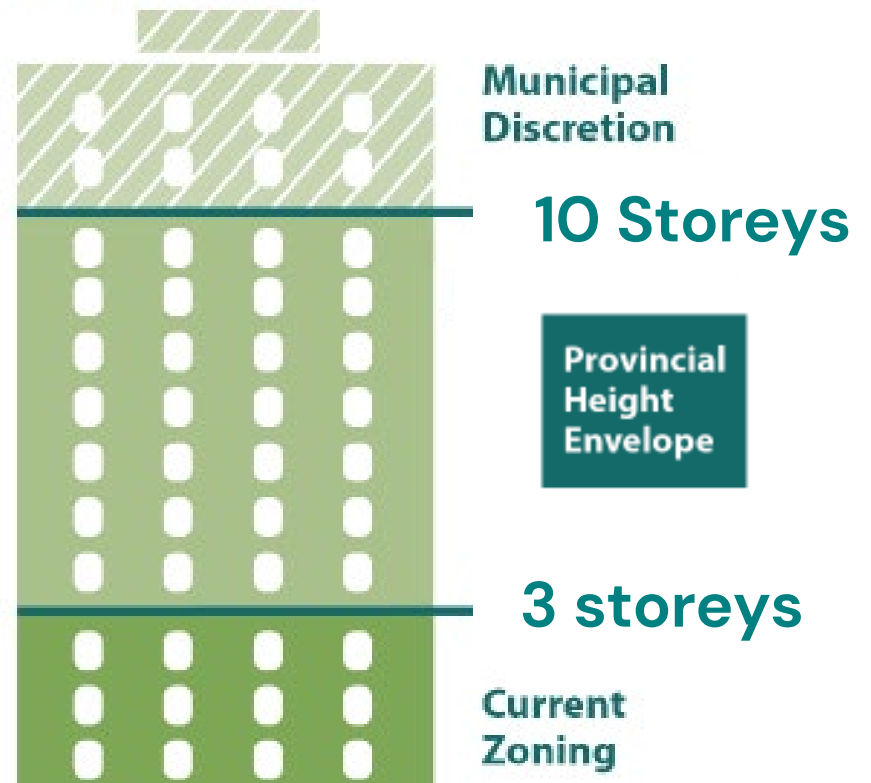 Municipal
Discretion
10 Storeys
Provincial
Height
Envelope
3 storeys
Current
Zoning